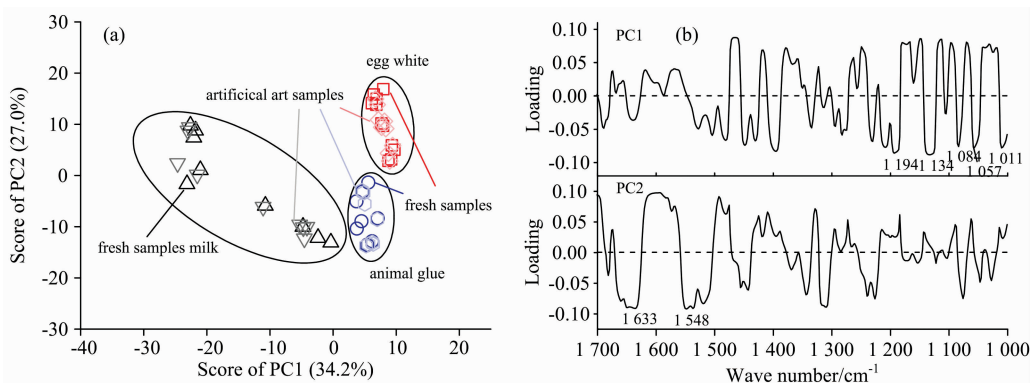 (a)
egg white
artificical art samples
fresh samples
fresh samples milk
animal glue
Score of PC2 (27.0%)
30
20
10
0
-10
-20
-30
-40
-30
-20
-10
0
10
20
Score of PC1 (34.2%)
PC1
(b)
Loading
0.10
0.05
0.00
-0.05
-0.10
1 1941 134
1 084
1 057
1 011
PC2
Loading
0.10
0.05
0.00
-0.05
-0.10
1 633
1 548
1 700
1 600
1 500
1 400
1 300
1 200
1 100
1 000
Wave number/cm-1